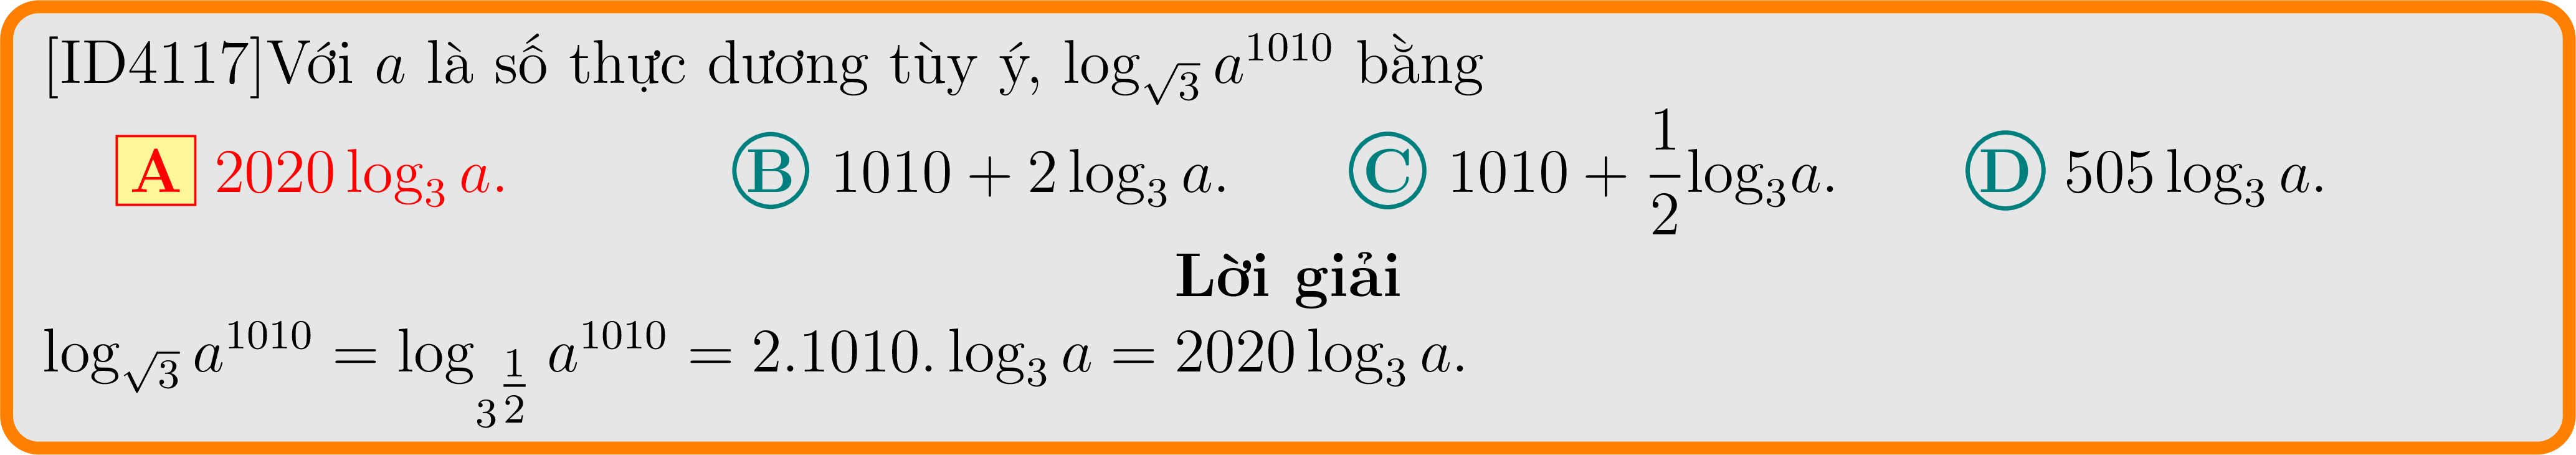 [ID4117]Với $a$ là số thực dương tùy ý, $\log_{\sqrt{3}} a^{1010}$ bằng
A $2020 \log_3 a.$ B $1010 + 2 \log_3 a.$ C $1010 + \frac{1}{2} \log_3 a.$ D $505 \log_3 a.$
Lời giải
$\log_{\sqrt{3}} a^{1010} = \log_{3^{\frac{1}{2}}} a^{1010} = 2.1010. \log_3 a = 2020 \log_3 a.$